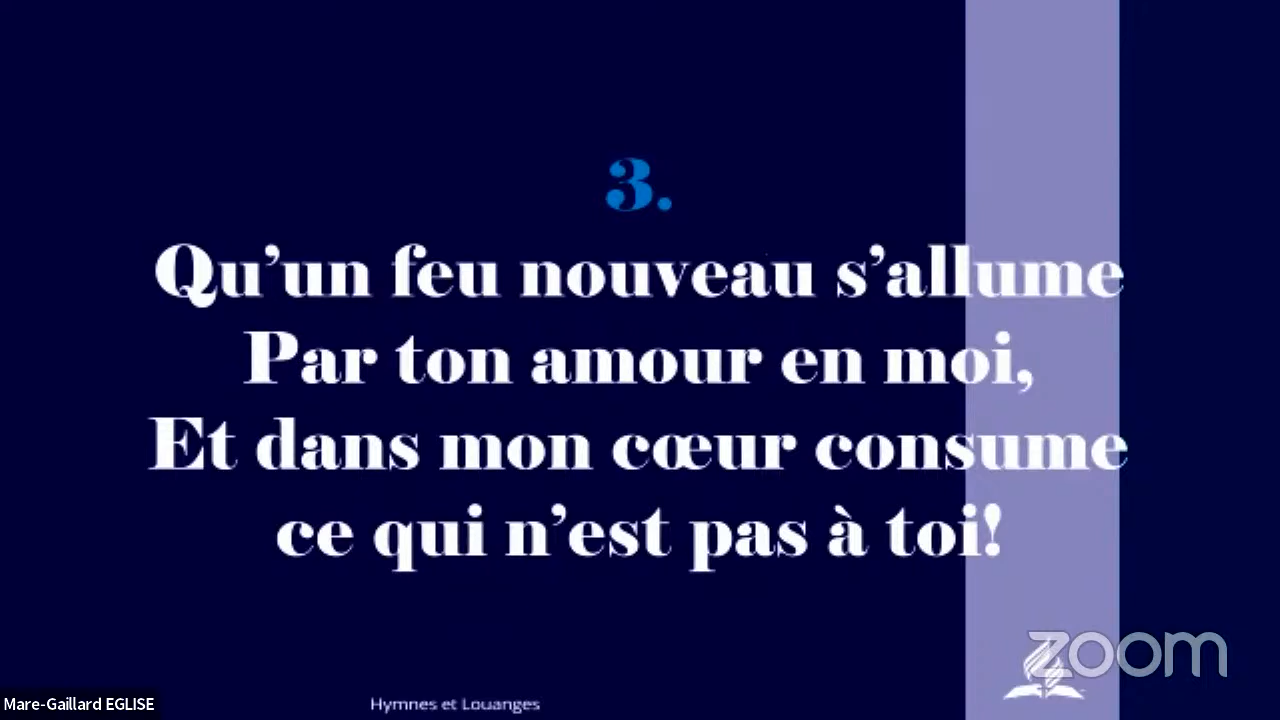 3.
Qu’un feu nouveau s’allume
Par ton amour en moi,
Et dans mon cœur consume
ce qui n’est pas à toi!
zoom
Mare-Gaillard EGLISE
Hymnes et Louanges